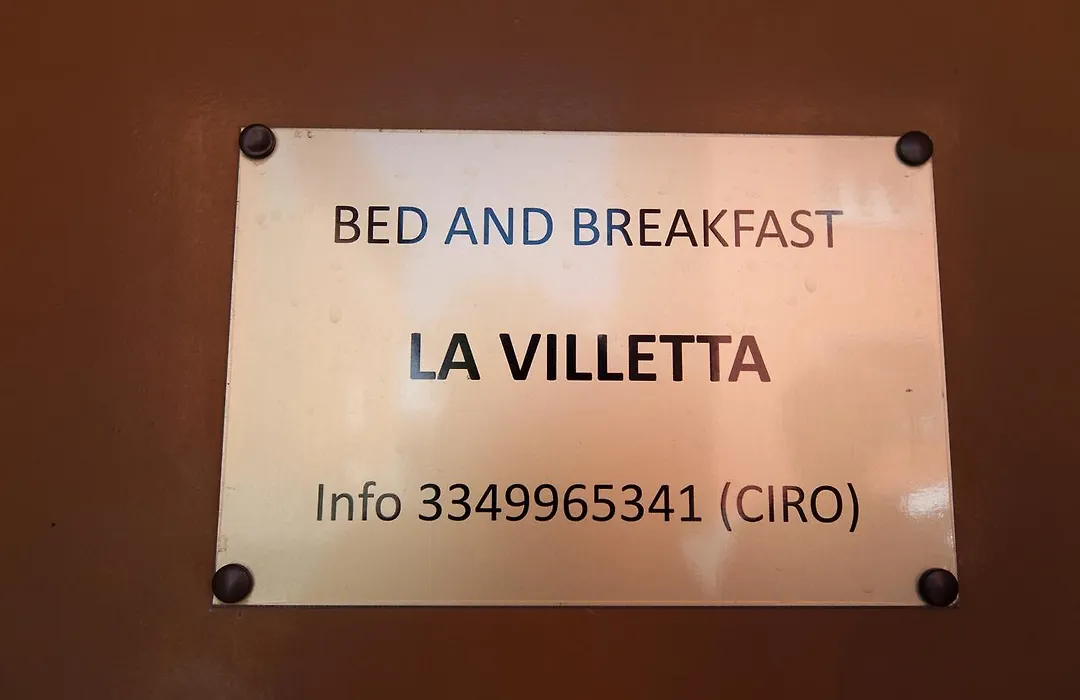 BED AND BREAKFAST
LA VILLETTA
Info 3349965341 (CIRO)